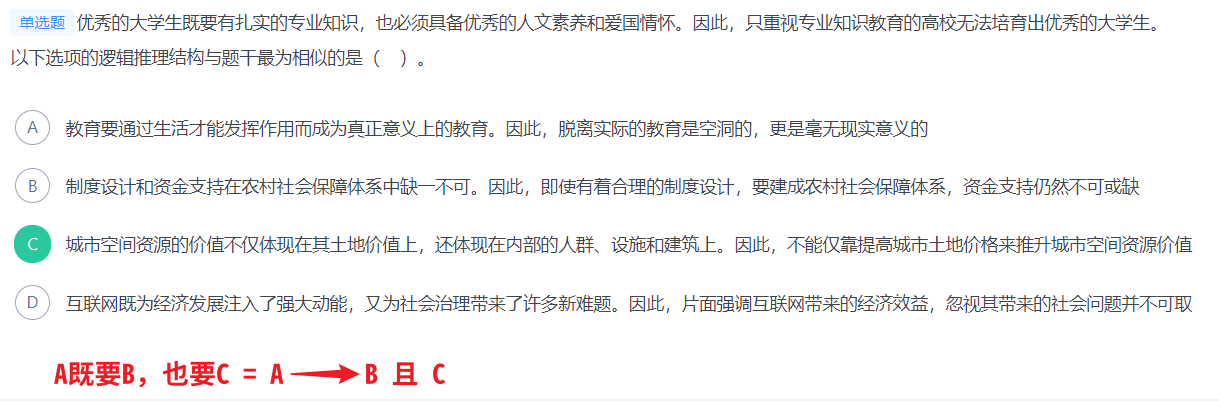 单选题 优秀的大学生既要有扎实的专业知识，也必须具备优秀的人文素养和爱国情怀。因此，只重视专业知识教育的高校无法培育出优秀的大学生。
以下选项的逻辑推理结构与题干最为相似的是（ ）。
A 教育要通过生活才能发挥作用而成为真正意义上的教育。因此，脱离实际的教育是空洞的，更是毫无现实意义的
B 制度设计和资金支持在农村社会保障体系中缺一不可。因此，即使有着合理的制度设计，要建成农村社会保障体系，资金支持仍然不可或缺
C 城市空间资源的价值不仅体现在其土地价值上，还体现在内部的人群、设施和建筑上。因此，不能仅靠提高城市土地价格来推升城市空间资源价值
D 互联网既为经济发展注入了强大动能，又为社会治理带来了许多新难题。因此，片面强调互联网带来的经济效益，忽视其带来的社会问题并不可取
A既要B，也要C = A → B 且 C